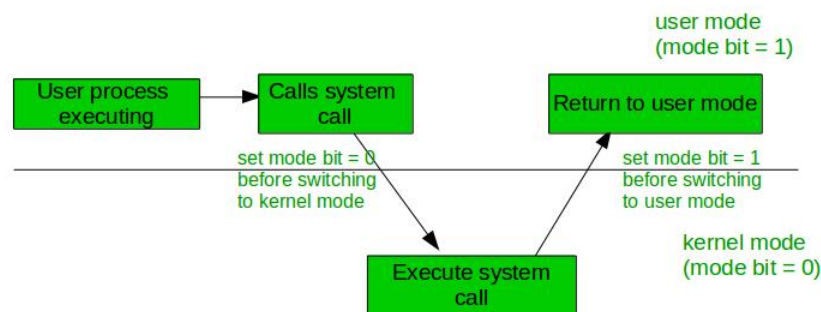 user mode
(mode bit = 1)
User process
executing
Calls system
call
Return to user mode
set mode bit = 0
before switching
to kernel mode
set mode bit = 1
before switching
to user mode
kernel mode
(mode bit = 0)
Execute system
call